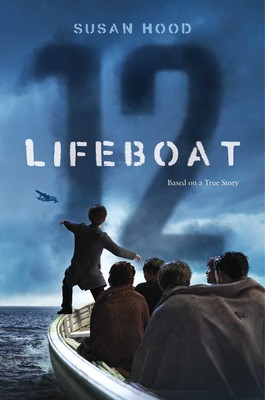 SUSAN HOOD
12
LIFEBOAT
Based on a True Story